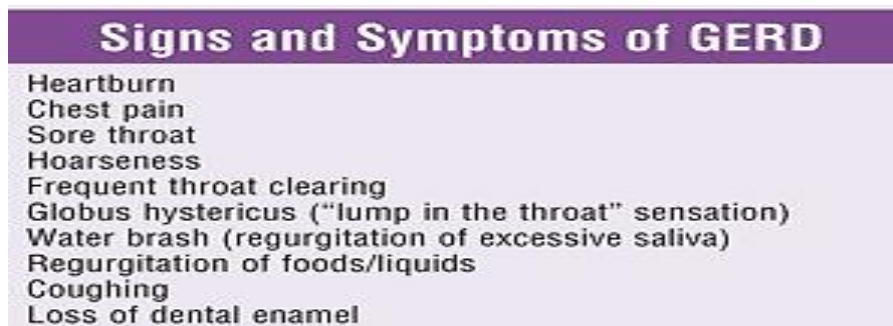 Signs and Symptoms of GERD
Heartburn
Chest pain
Sore throat
Hoarseness
Frequent throat clearing
Globus hystericus (“lump in the throat” sensation)
Water brash (regurgitation of excessive saliva)
Regurgitation of foods/liquids
Coughing
Loss of dental enamel